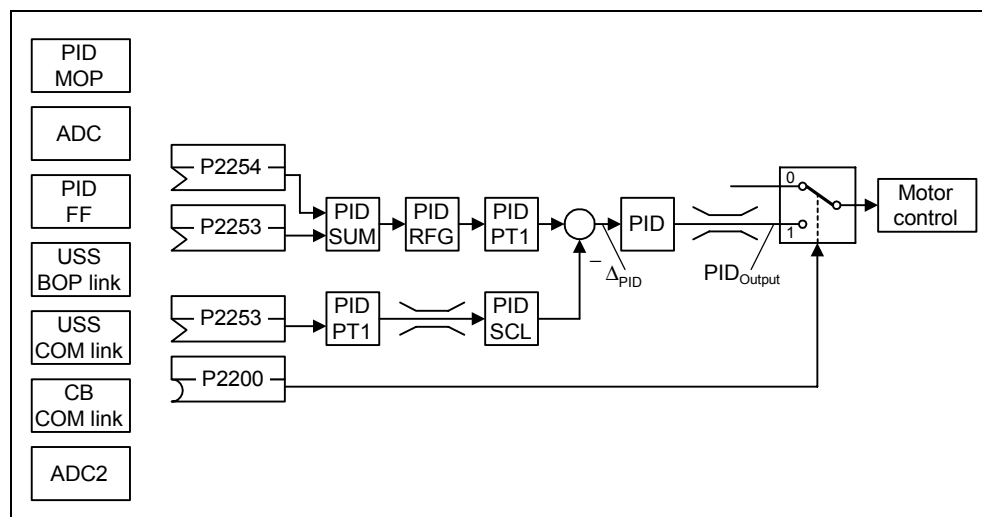 PID
MOP
ADC
PID
FF
USS
BOP link
USS
COM link
CB
COM link
ADC2
P2254
P2253
P2253
P2200
PID
SUM
PID
RFG
PID
PT1
PID
PT1
PID
SCL
−
ΔPID
PID
PIDOutput
0
1
Motor
control